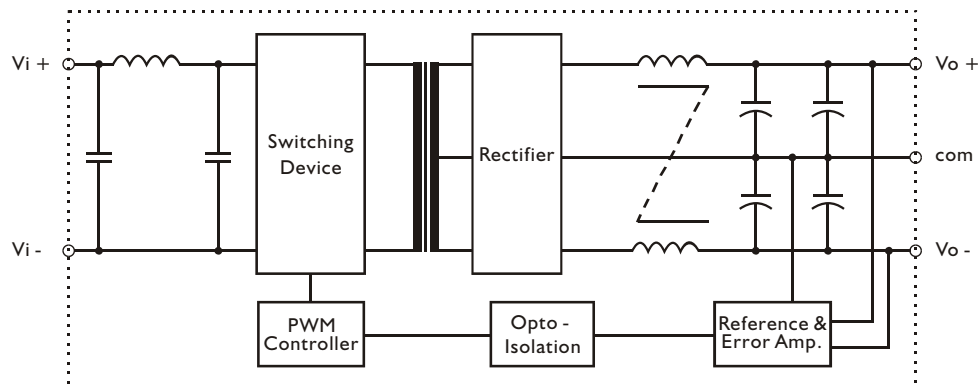 Vi +
Switching
Device
Rectifier
Vo +
com
Vi -
Vo -
PWM
Controller
Opto -
Isolation
Reference &
Error Amp.